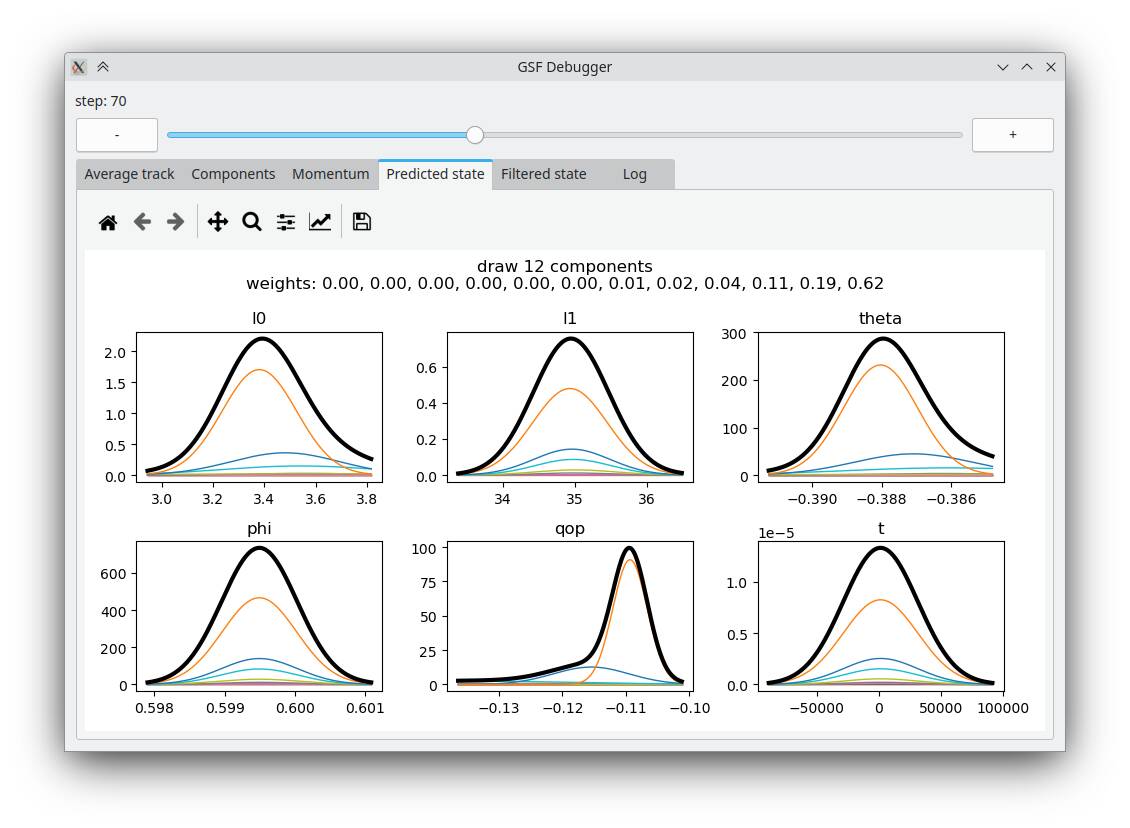 GSF Debugger
step: 70
- +
Average track Components Momentum Predicted state Filtered state Log
draw 12 components
weights: 0.00, 0.00, 0.00, 0.00, 0.00, 0.00, 0.01, 0.02, 0.04, 0.11, 0.19, 0.62
l0
2.0
1.5
1.0
0.5
0.0
3.0 3.2 3.4 3.6 3.8
l1
0.6
0.4
0.2
0.0
34 35 36
theta
300
200
100
0
−0.390 −0.388 −0.386
phi
600
400
200
0
0.598 0.599 0.600 0.601
qop
100
75
50
25
0
−0.13 −0.12 −0.11 −0.10
t
1e−5
1.0
0.5
0.0
−50000 0 50000 100000